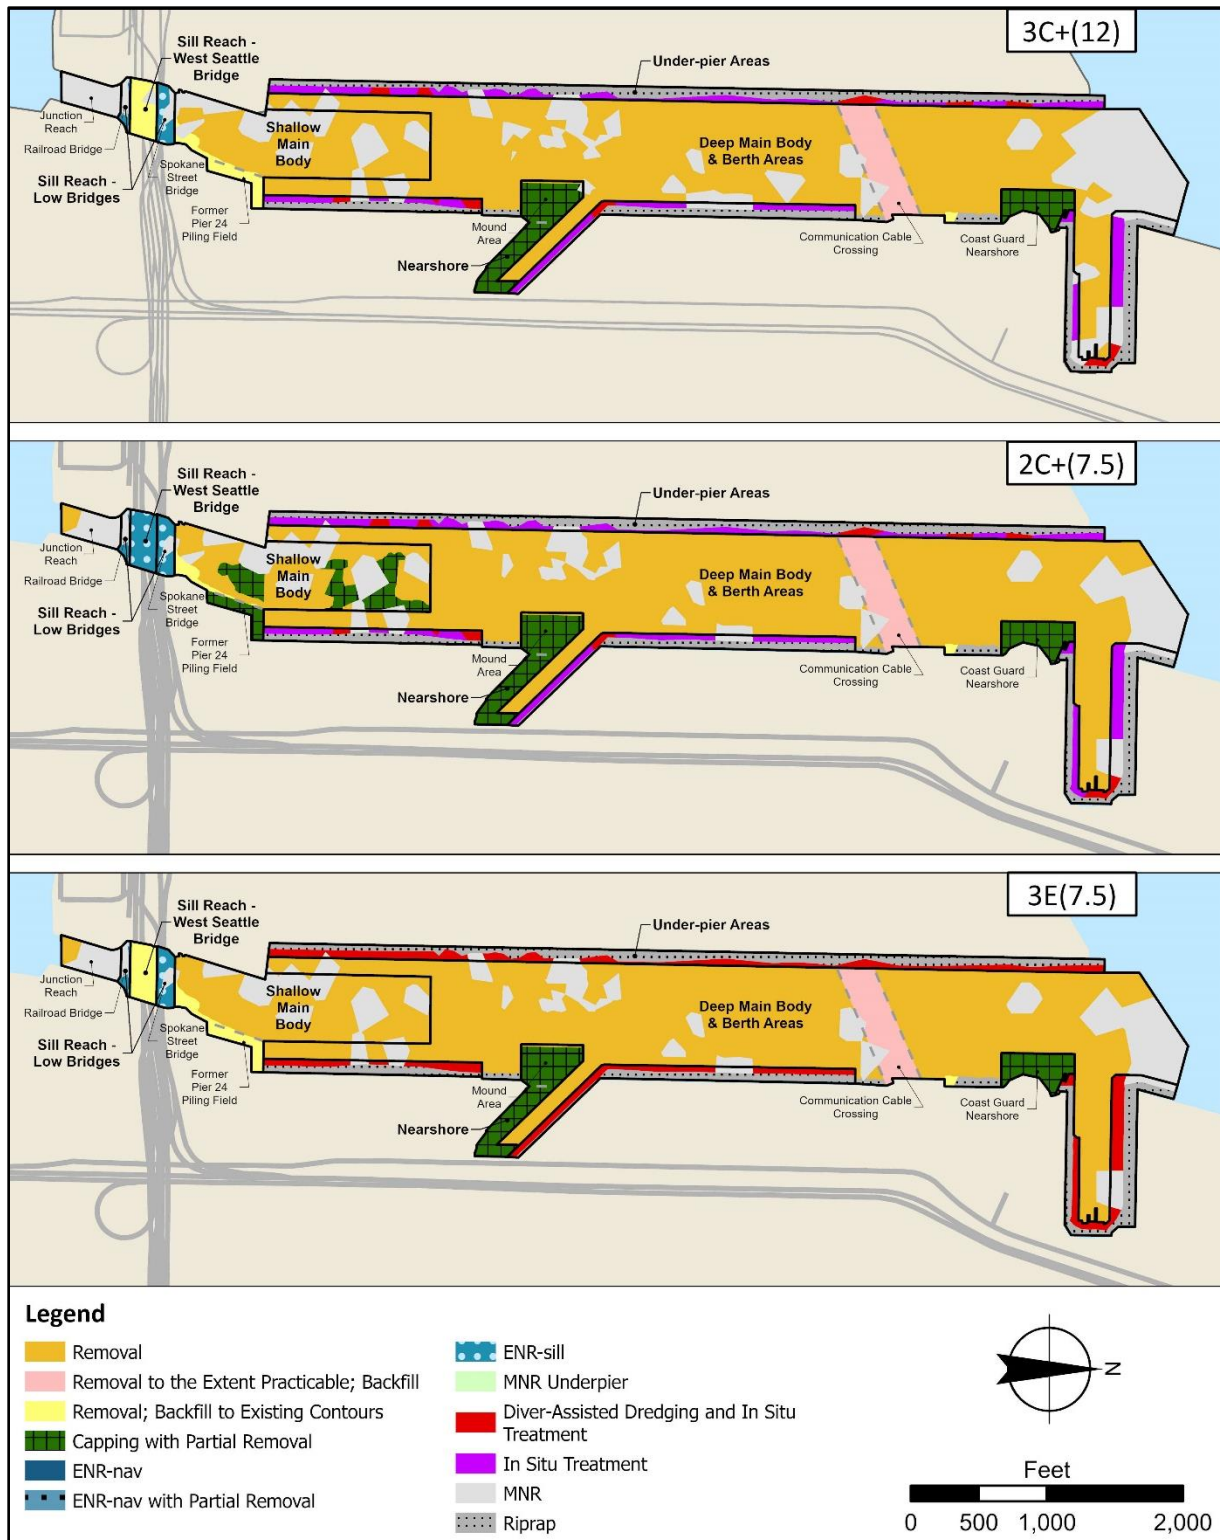 3C+(12)
Sill Reach -
West Seattle
Bridge
Under-pier Areas
Junction
Reach
Railroad Bridge
Sill Reach -
Low Bridges
Spokane
Street
Bridge
Former
Pier 24
Piling Field
Shallow
Main
Body
Deep Main Body
& Berth Areas
Mound
Area
Nearshore
Communication Cable
Crossing
Coast Guard
Nearshore
2C+(7.5)
Sill Reach -
West Seattle
Bridge
Under-pier Areas
Junction
Reach
Railroad Bridge
Sill Reach -
Low Bridges
Spokane
Street
Bridge
Former
Pier 24
Piling Field
Shallow
Main
Body
Deep Main Body
& Berth Areas
Mound
Area
Nearshore
Communication Cable
Crossing
Coast Guard
Nearshore
3E(7.5)
Sill Reach -
West Seattle
Bridge
Under-pier Areas
Junction
Reach
Railroad Bridge
Sill Reach -
Low Bridges
Spokane
Street
Bridge
Former
Pier 24
Piling Field
Shallow
Main
Body
Deep Main Body
& Berth Areas
Mound
Area
Nearshore
Communication Cable
Crossing
Coast Guard
Nearshore
Legend
Removal
Removal to the Extent Practicable; Backfill
Removal; Backfill to Existing Contours
Capping with Partial Removal
ENR-nav
ENR-nav with Partial Removal
ENR-sill
MNR Underpier
Diver-Assisted Dredging and In Situ
Treatment
In Situ Treatment
MNR
Riprap
N
Feet
0 500 1,000 2,000